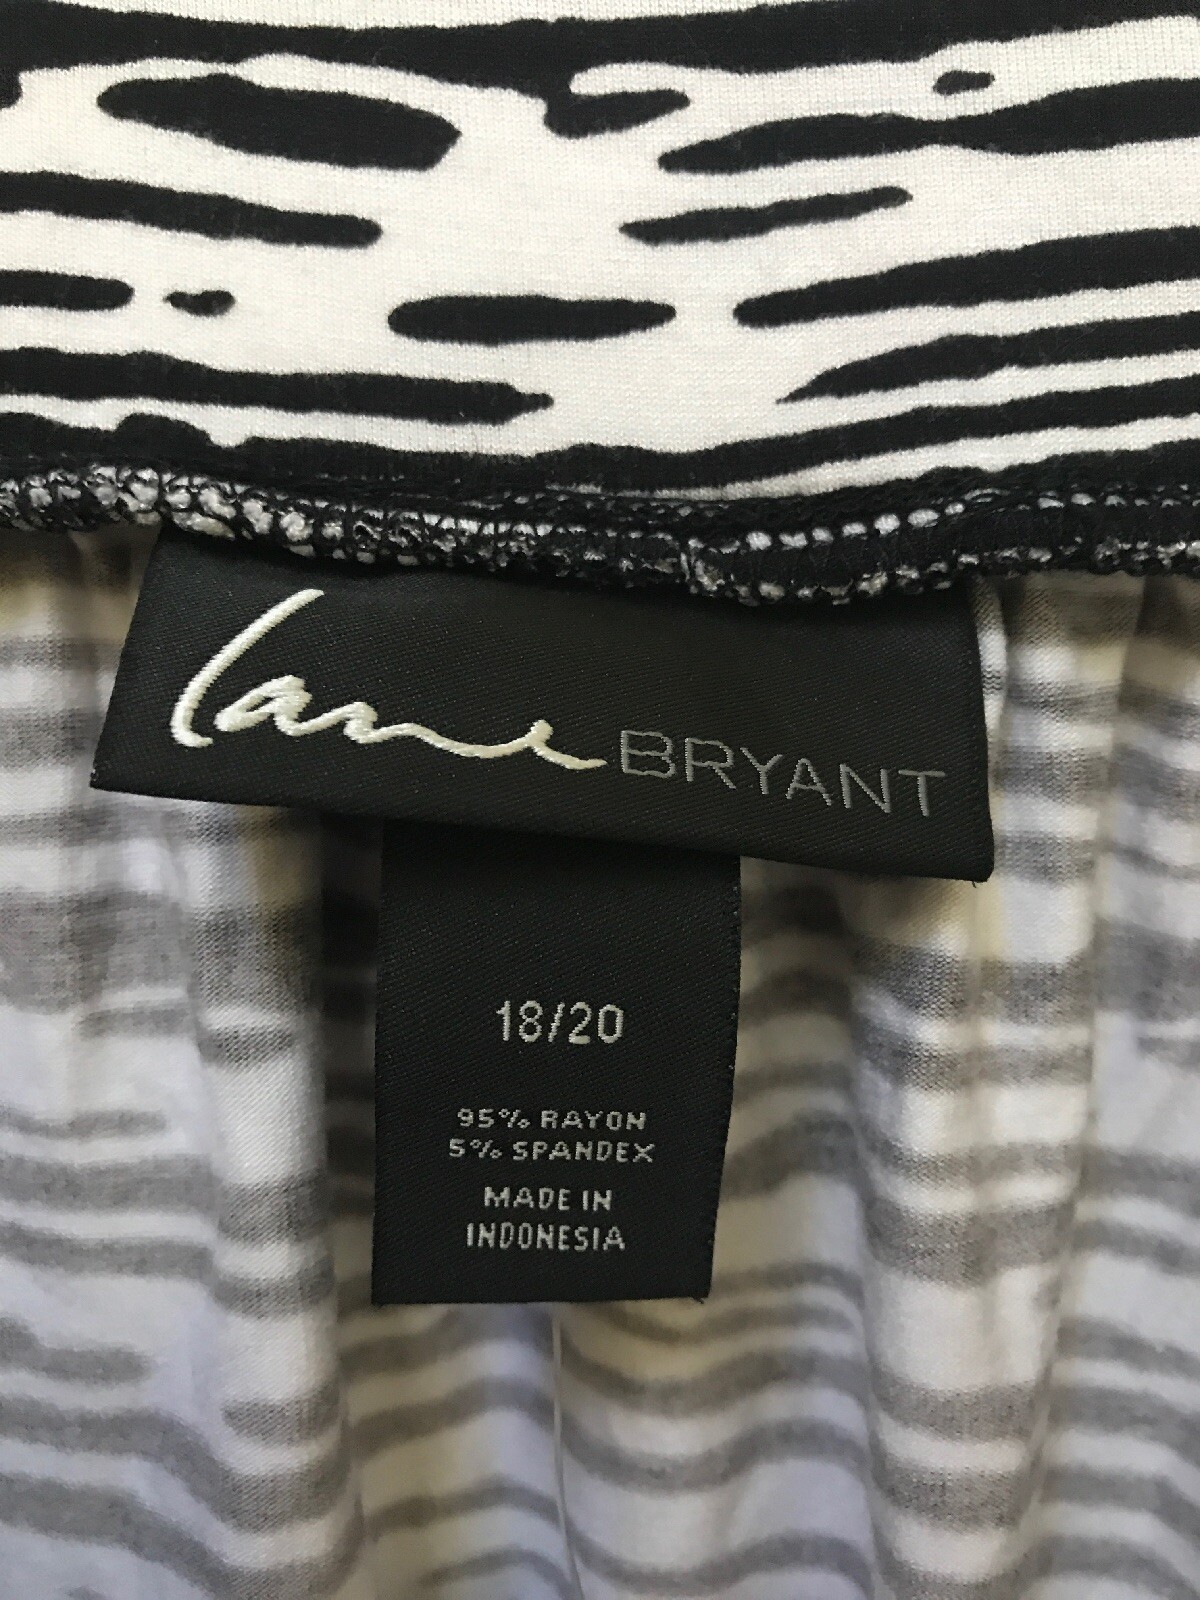 Lane BRYANT
18/20
95% RAYON
5% SPANDEX
MADE IN
INDONESIA